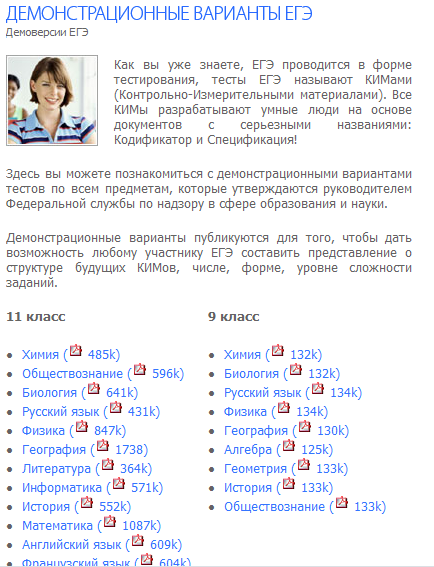 ДЕМОНСТРАЦИОННЫЕ ВАРИАНТЫ ЕГЭ
Демоверсии ЕГЭ
Как вы уже знаете, ЕГЭ проводится в форме
тестирования, тесты ЕГЭ называют КИМами
(Контрольно-Измерительными материалами). Все
КИМы разрабатывают умные люди на основе
документов с серьезными названиями:
Кодификатор и Спецификация!
Здесь вы можете познакомиться с демонстрационными вариантами
тестов по всем предметам, которые утверждаются руководителем
Федеральной службы по надзору в сфере образования и науки.
Демонстрационные варианты публикуются для того, чтобы дать
возможность любому участнику ЕГЭ составить представление о
структуре будущих КИМов, числе, форме, уровне сложности
заданий.
11 класс
Химия ( 485k)
Обществознание ( 596k)
Биология ( 641k)
Русский язык ( 431k)
Физика ( 847k)
География ( 1738)
Литература ( 364k)
Информатика ( 571k)
История ( 552k)
Математика ( 1087k)
Английский язык ( 609k)
Французский язык ( 604k)
9 класс
Химия ( 132k)
Биология ( 132k)
Русский язык ( 134k)
Физика ( 134k)
География ( 130k)
Алгебра ( 125k)
Геометрия ( 133k)
История ( 133k)
Обществознание ( 133k)